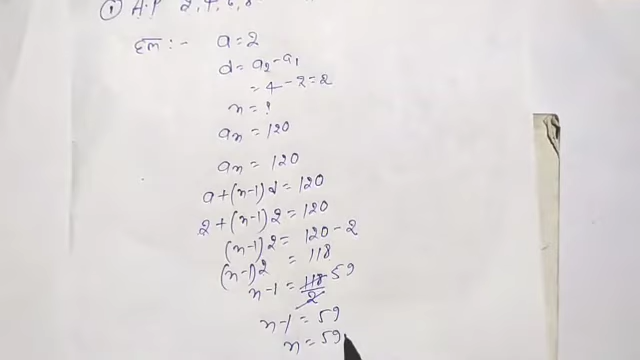 ① A.P 2, 4, 6, 8
:- a = 2
d = a₂ - a₁
= 4 - 2 = 2
n = ?
aₙ = 120
aₙ = 120
a + (n-1)d = 120
2 + (n-1)2 = 120
(n-1)2 = 120 - 2
(n-1)2 = 118
n-1 = 118/2 59
n-1 = 59
n = 59